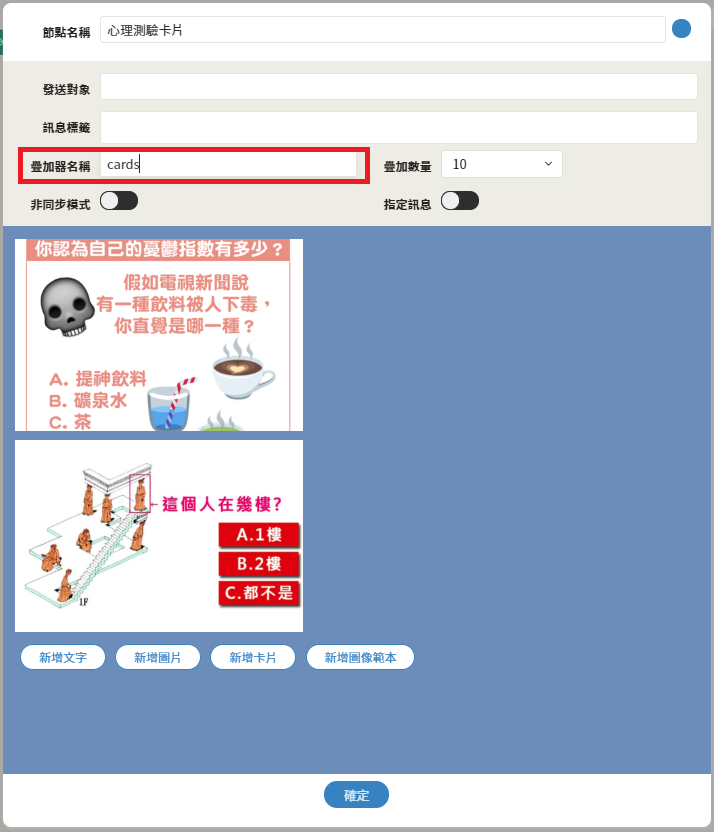 節點名稱 心理測驗卡片
發送對象
訊息標籤
疊加器名稱 cards 疊加數量 10
非同步模式 指定訊息
你認為自己的憂鬱指數有多少？
假如電視新聞說
有一種飲料被人下毒，
你直覺是哪一種？
A. 提神飲料
B. 礦泉水
C. 茶
←這個人在幾樓?
A.1樓
B.2樓
C.都不是
1F
新增文字 新增圖片 新增卡片 新增圖像範本
確定